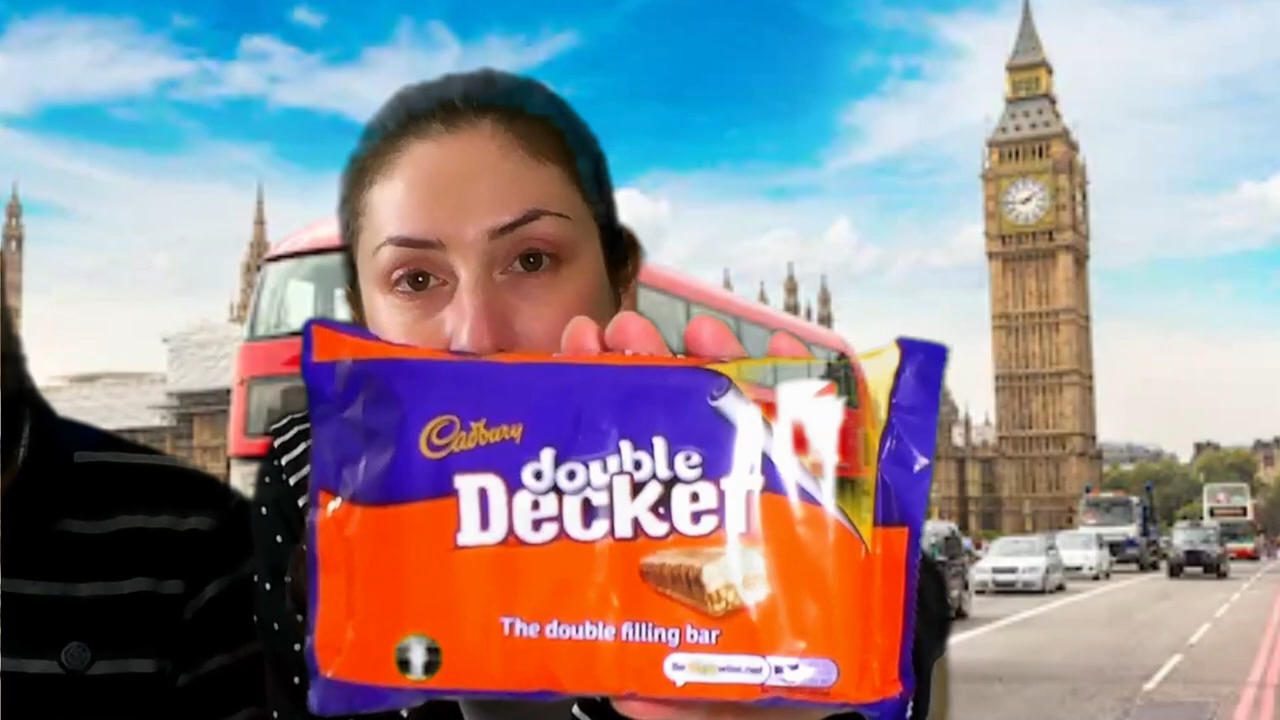 Cadbury
double
Decker
The double filling bar